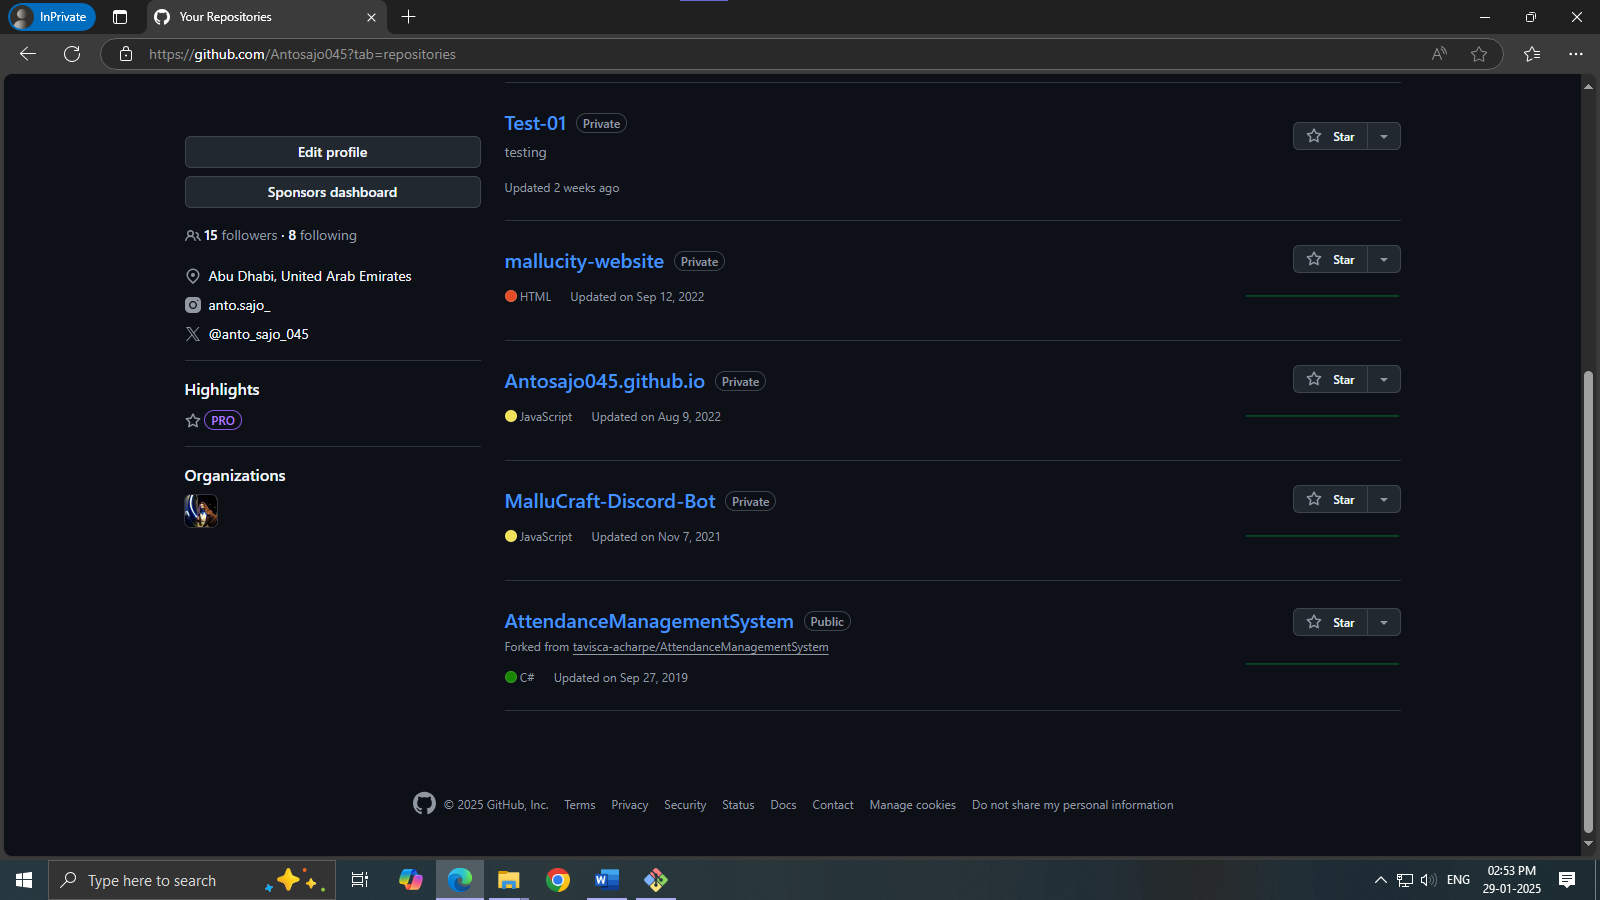 InPrivate
Your Repositories
https://github.com/Antosajo045?tab=repositories
Edit profile
Sponsors dashboard
15 followers · 8 following
Abu Dhabi, United Arab Emirates
anto.sajo_
@anto_sajo_045
Highlights
PRO
Organizations
Test-01 Private
testing
Updated 2 weeks ago
Star
mallucity-website Private
HTML Updated on Sep 12, 2022
Star
Antosajo045.github.io Private
JavaScript Updated on Aug 9, 2022
Star
MalluCraft-Discord-Bot Private
JavaScript Updated on Nov 7, 2021
Star
AttendanceManagementSystem Public
Forked from tavisca-acharpe/AttendanceManagementSystem
C# Updated on Sep 27, 2019
Star
© 2025 GitHub, Inc. Terms Privacy Security Status Docs Contact Manage cookies Do not share my personal information
Type here to search
ENG
02:53 PM
29-01-2025